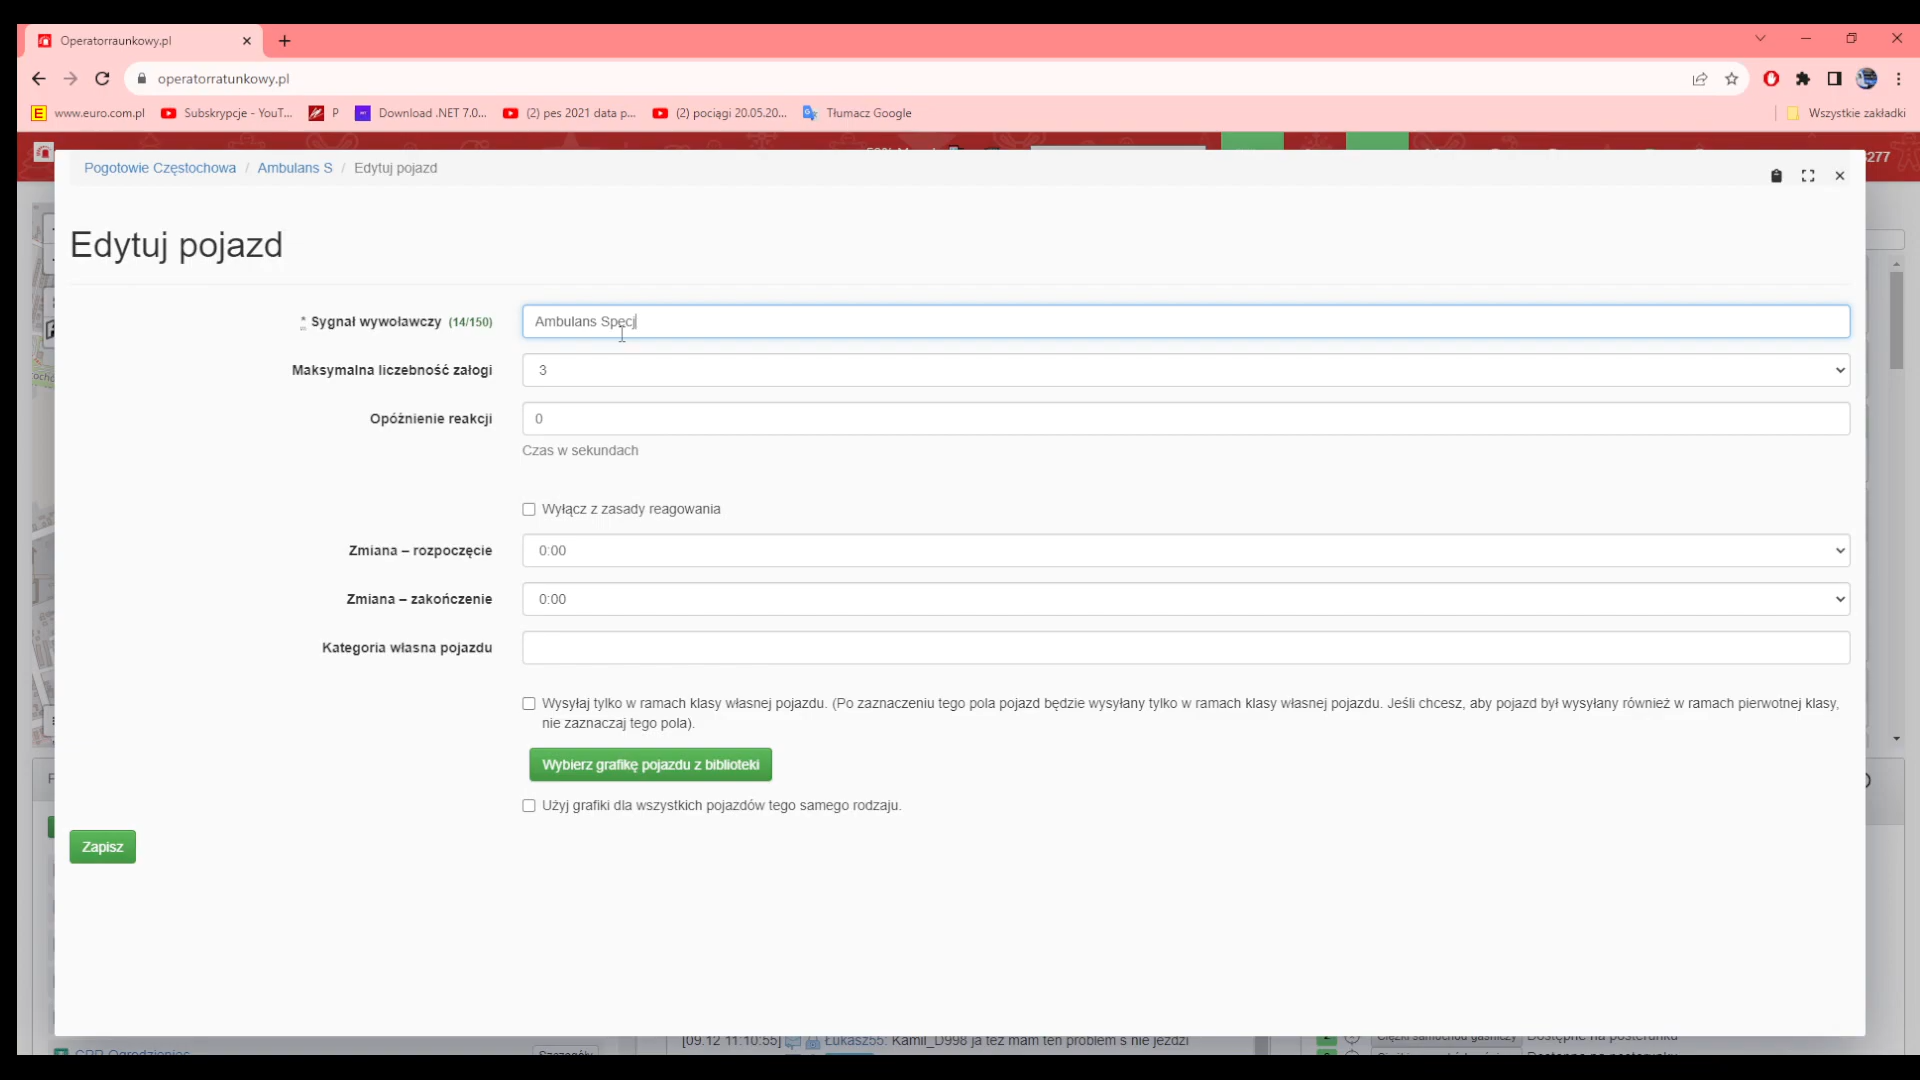 Operatorraunkowy.pl
operatorratunkowy.pl
www.euro.com.pl
Subskrypcje - YouT...
P
Download .NET 7.0...
(2) pes 2021 data p...
(2) pociągi 20.05.20...
Tłumacz Google
Wszystkie zakładki
3277
Pogotowie Częstochowa / Ambulans S / Edytuj pojazd
Edytuj pojazd
* Sygnał wywoławczy (14/150)
Ambulans Specj
Maksymalna liczebność załogi
3
Opóźnienie reakcji
0
Czas w sekundach
Wyłącz z zasady reagowania
Zmiana – rozpoczęcie
0:00
Zmiana – zakończenie
0:00
Kategoria własna pojazdu
Wysyłaj tylko w ramach klasy własnej pojazdu. (Po zaznaczeniu tego pola pojazd będzie wysyłany tylko w ramach klasy własnej pojazdu. Jeśli chcesz, aby pojazd był wysyłany również w ramach pierwotnej klasy,
nie zaznaczaj tego pola).
Wybierz grafikę pojazdu z biblioteki
Użyj grafiki dla wszystkich pojazdów tego samego rodzaju.
Zapisz
[09.12 11:10:55] Łukasz55: Kamil_D998 ja też mam ten problem s nie jeździ